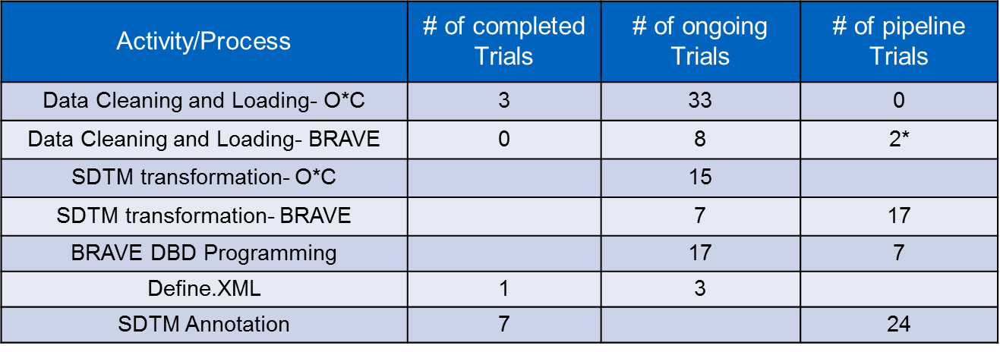 Activity/Process # of completed Trials # of ongoing Trials # of pipeline Trials
Data Cleaning and Loading- O*C 3 33 0
Data Cleaning and Loading- BRAVE 0 8 2*
SDTM transformation- O*C 15
SDTM transformation- BRAVE 7 17
BRAVE DBD Programming 17 7
Define.XML 1 3
SDTM Annotation 7 24